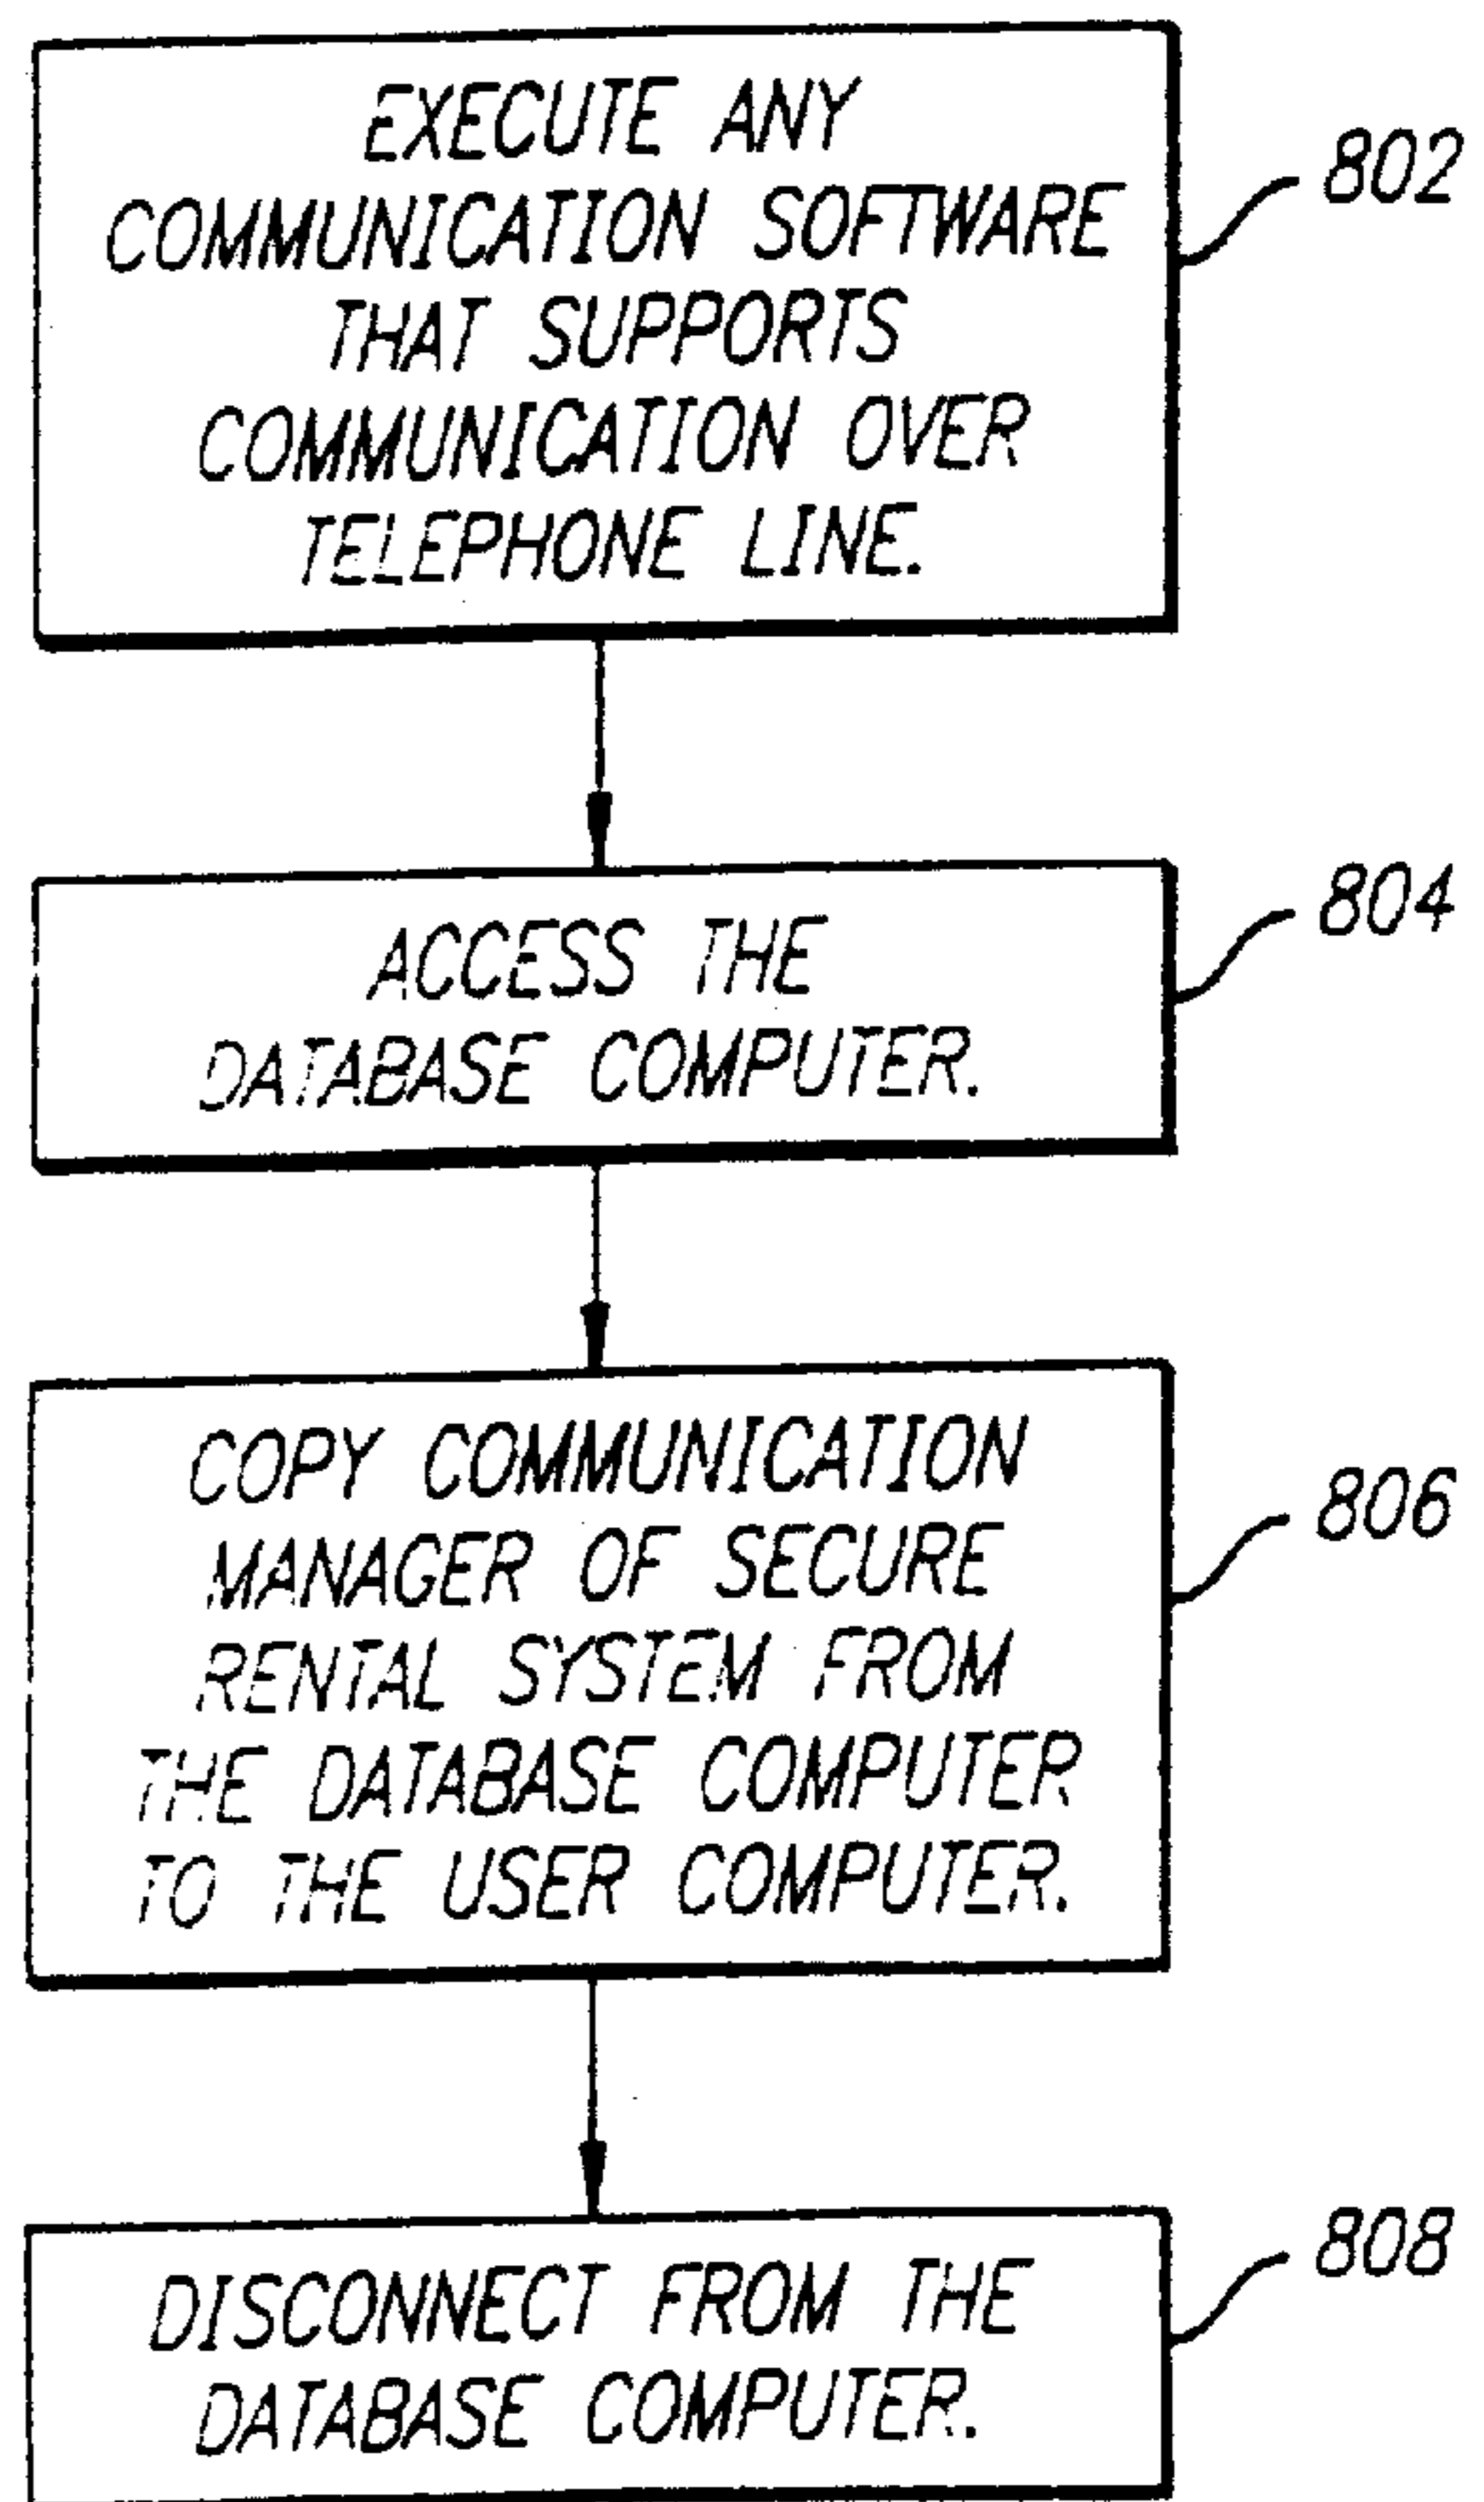 EXECUTE ANY
COMMUNICATION SOFTWARE
THAT SUPPORTS
COMMUNICATION OVER
TELEPHONE LINE.
802
ACCESS THE
DATABASE COMPUTER.
804
COPY COMMUNICATION
MANAGER OF SECURE
RENTAL SYSTEM FROM
THE DATABASE COMPUTER
TO THE USER COMPUTER.
806
DISCONNECT FROM THE
DATABASE COMPUTER.
808